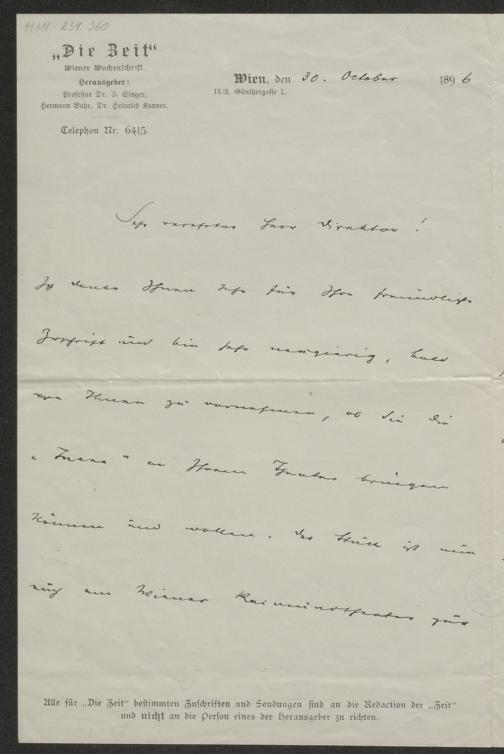 H.I.N. 239.360
„Die Zeit“
Wiener Wochenschrift.
Herausgeber:
Professor Dr. I. Singer,
Hermann Bahr, Dr. Heinrich Kanner.
Telephon Nr. 6415.
Wien, den 30. October 1896
IX/3, Günthergasse 1.
Sehr verehrter Herr Direktor!
Ich danke Ihnen sehr für Ihre freundliche
Zuschrift und bin sehr neugierig, bald
von Ihnen zu vernehmen, ob Sie die
„Juana“ an Ihrem Theater bringen
können und wollen. Das Stück ist nun
auch am Wiener Raimundtheater zur
Alle für „Die Zeit“ bestimmten Zuschriften und Sendungen sind an die Redaction der „Zeit“
und nicht an die Person eines der Herausgeber zu richten.